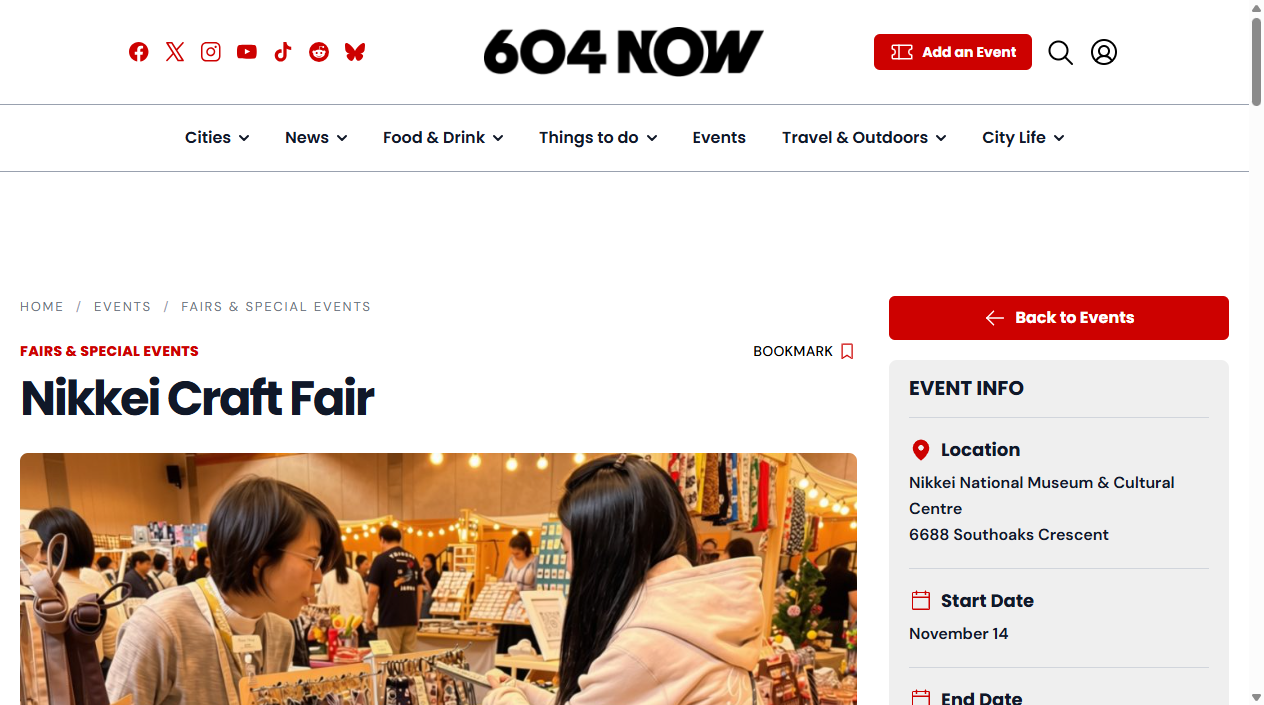 604 NOW
Add an Event
Cities
News
Food & Drink
Things to do
Events
Travel & Outdoors
City Life
HOME / EVENTS / FAIRS & SPECIAL EVENTS
FAIRS & SPECIAL EVENTS
BOOKMARK
Nikkei Craft Fair
Back to Events
EVENT INFO
Location
Nikkei National Museum & Cultural
Centre
6688 Southoaks Crescent
Start Date
November 14
End Date